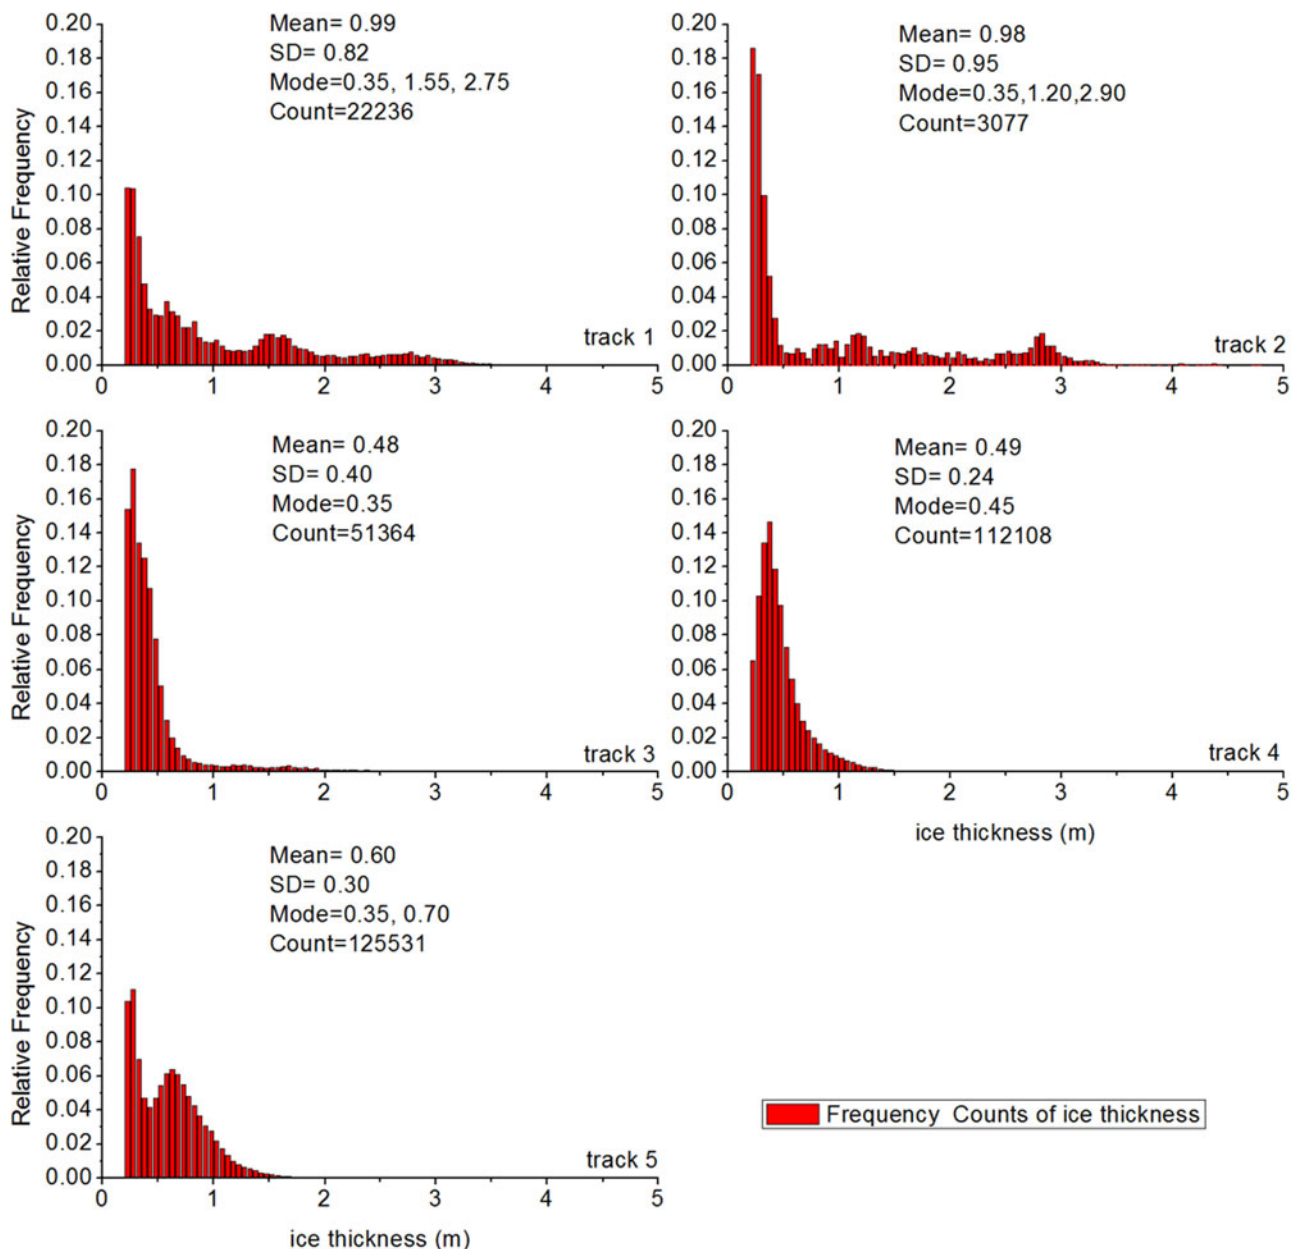 Mean= 0.99
SD= 0.82
Mode=0.35, 1.55, 2.75
Count=22236
0.20
0.18
0.16
0.14
0.12
0.10
0.08
0.06
0.04
0.02
0.00
Relative Frequency
track 1
0 1 2 3 4 5
Mean= 0.98
SD= 0.95
Mode=0.35,1.20,2.90
Count=3077
0.20
0.18
0.16
0.14
0.12
0.10
0.08
0.06
0.04
0.02
0.00
track 2
0 1 2 3 4 5
Mean= 0.48
SD= 0.40
Mode=0.35
Count=51364
0.20
0.18
0.16
0.14
0.12
0.10
0.08
0.06
0.04
0.02
0.00
Relative Frequency
track 3
0 1 2 3 4 5
Mean= 0.49
SD= 0.24
Mode=0.45
Count=112108
0.20
0.18
0.16
0.14
0.12
0.10
0.08
0.06
0.04
0.02
0.00
track 4
0 1 2 3 4 5
ice thickness (m)
Mean= 0.60
SD= 0.30
Mode=0.35, 0.70
Count=125531
0.20
0.18
0.16
0.14
0.12
0.10
0.08
0.06
0.04
0.02
0.00
Relative Frequency
track 5
0 1 2 3 4 5
ice thickness (m)
Frequency Counts of ice thickness